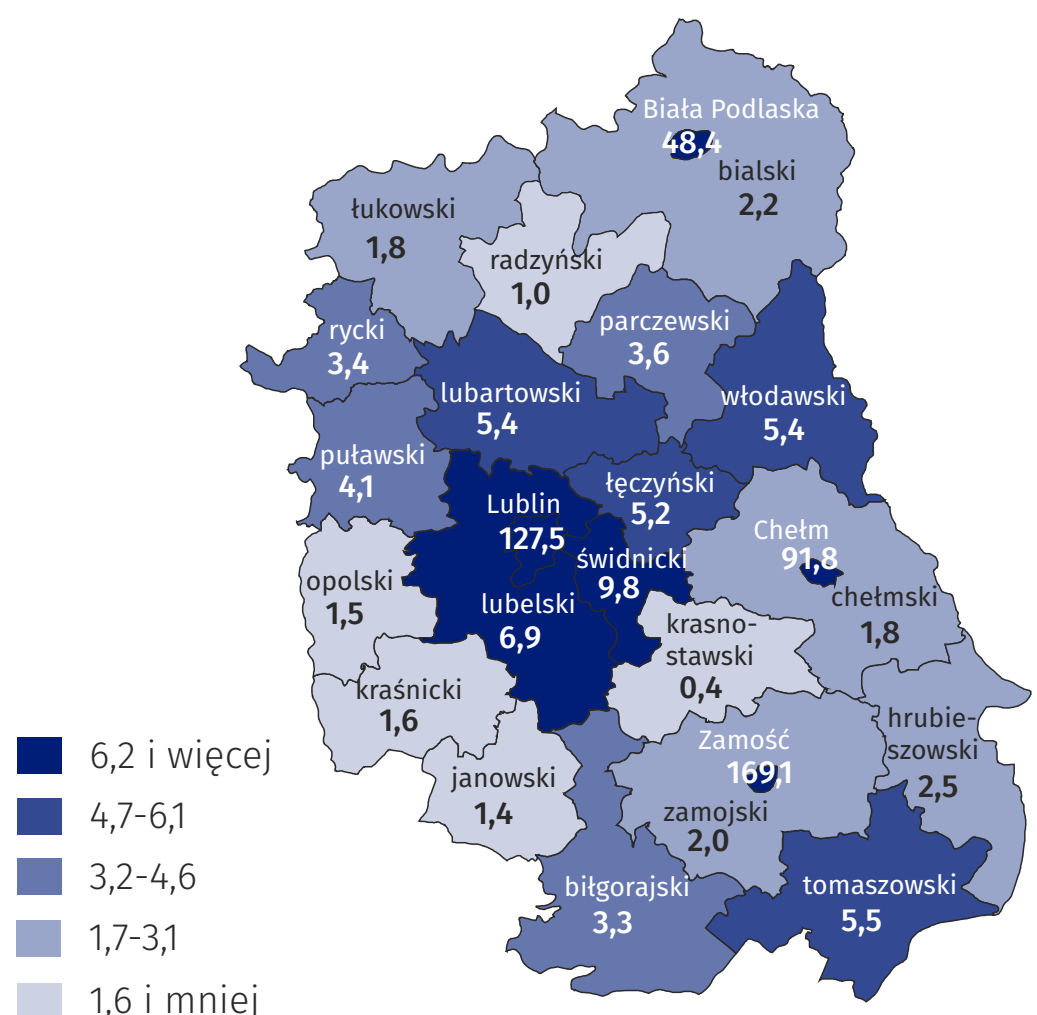 Biała Podlaska
48,4
bialski
2,2
łukowski
1,8
radzyński
1,0
rycki
3,4
parczewski
3,6
lubartowski
5,4
włodawski
5,4
puławski
4,1
łęczyński
5,2
Lublin
127,5
Chełm
91,8
świdnicki
9,8
opolski
1,5
lubelski
6,9
chełmski
1,8
krasno-
stawski
0,4
kraśnicki
1,6
hrubie-
szowski
2,5
Zamość
169,1
janowski
1,4
zamojski
2,0
biłgorajski
3,3
tomaszowski
5,5
6,2 i więcej
4,7-6,1
3,2-4,6
1,7-3,1
1,6 i mniej